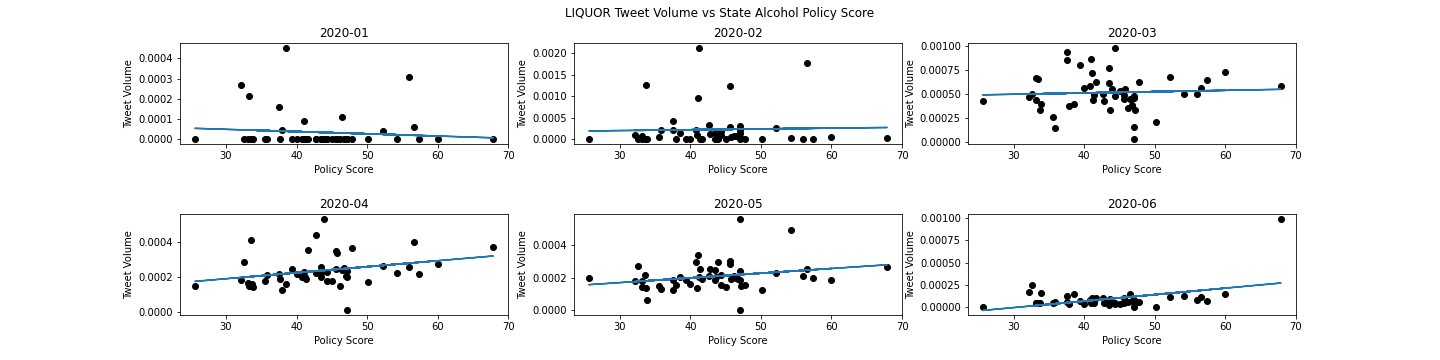 LIQUOR Tweet Volume vs State Alcohol Policy Score
2020-01
Tweet Volume
0.0004
0.0003
0.0002
0.0001
0.0000
30 40 50 60 70
Policy Score
2020-02
Tweet Volume
0.0020
0.0015
0.0010
0.0005
0.0000
30 40 50 60 70
Policy Score
2020-03
Tweet Volume
0.00100
0.00075
0.00050
0.00025
0.00000
30 40 50 60 70
Policy Score
2020-04
Tweet Volume
0.0004
0.0002
0.0000
30 40 50 60 70
Policy Score
2020-05
Tweet Volume
0.0004
0.0002
0.0000
30 40 50 60 70
Policy Score
2020-06
Tweet Volume
0.00100
0.00075
0.00050
0.00025
0.00000
30 40 50 60 70
Policy Score